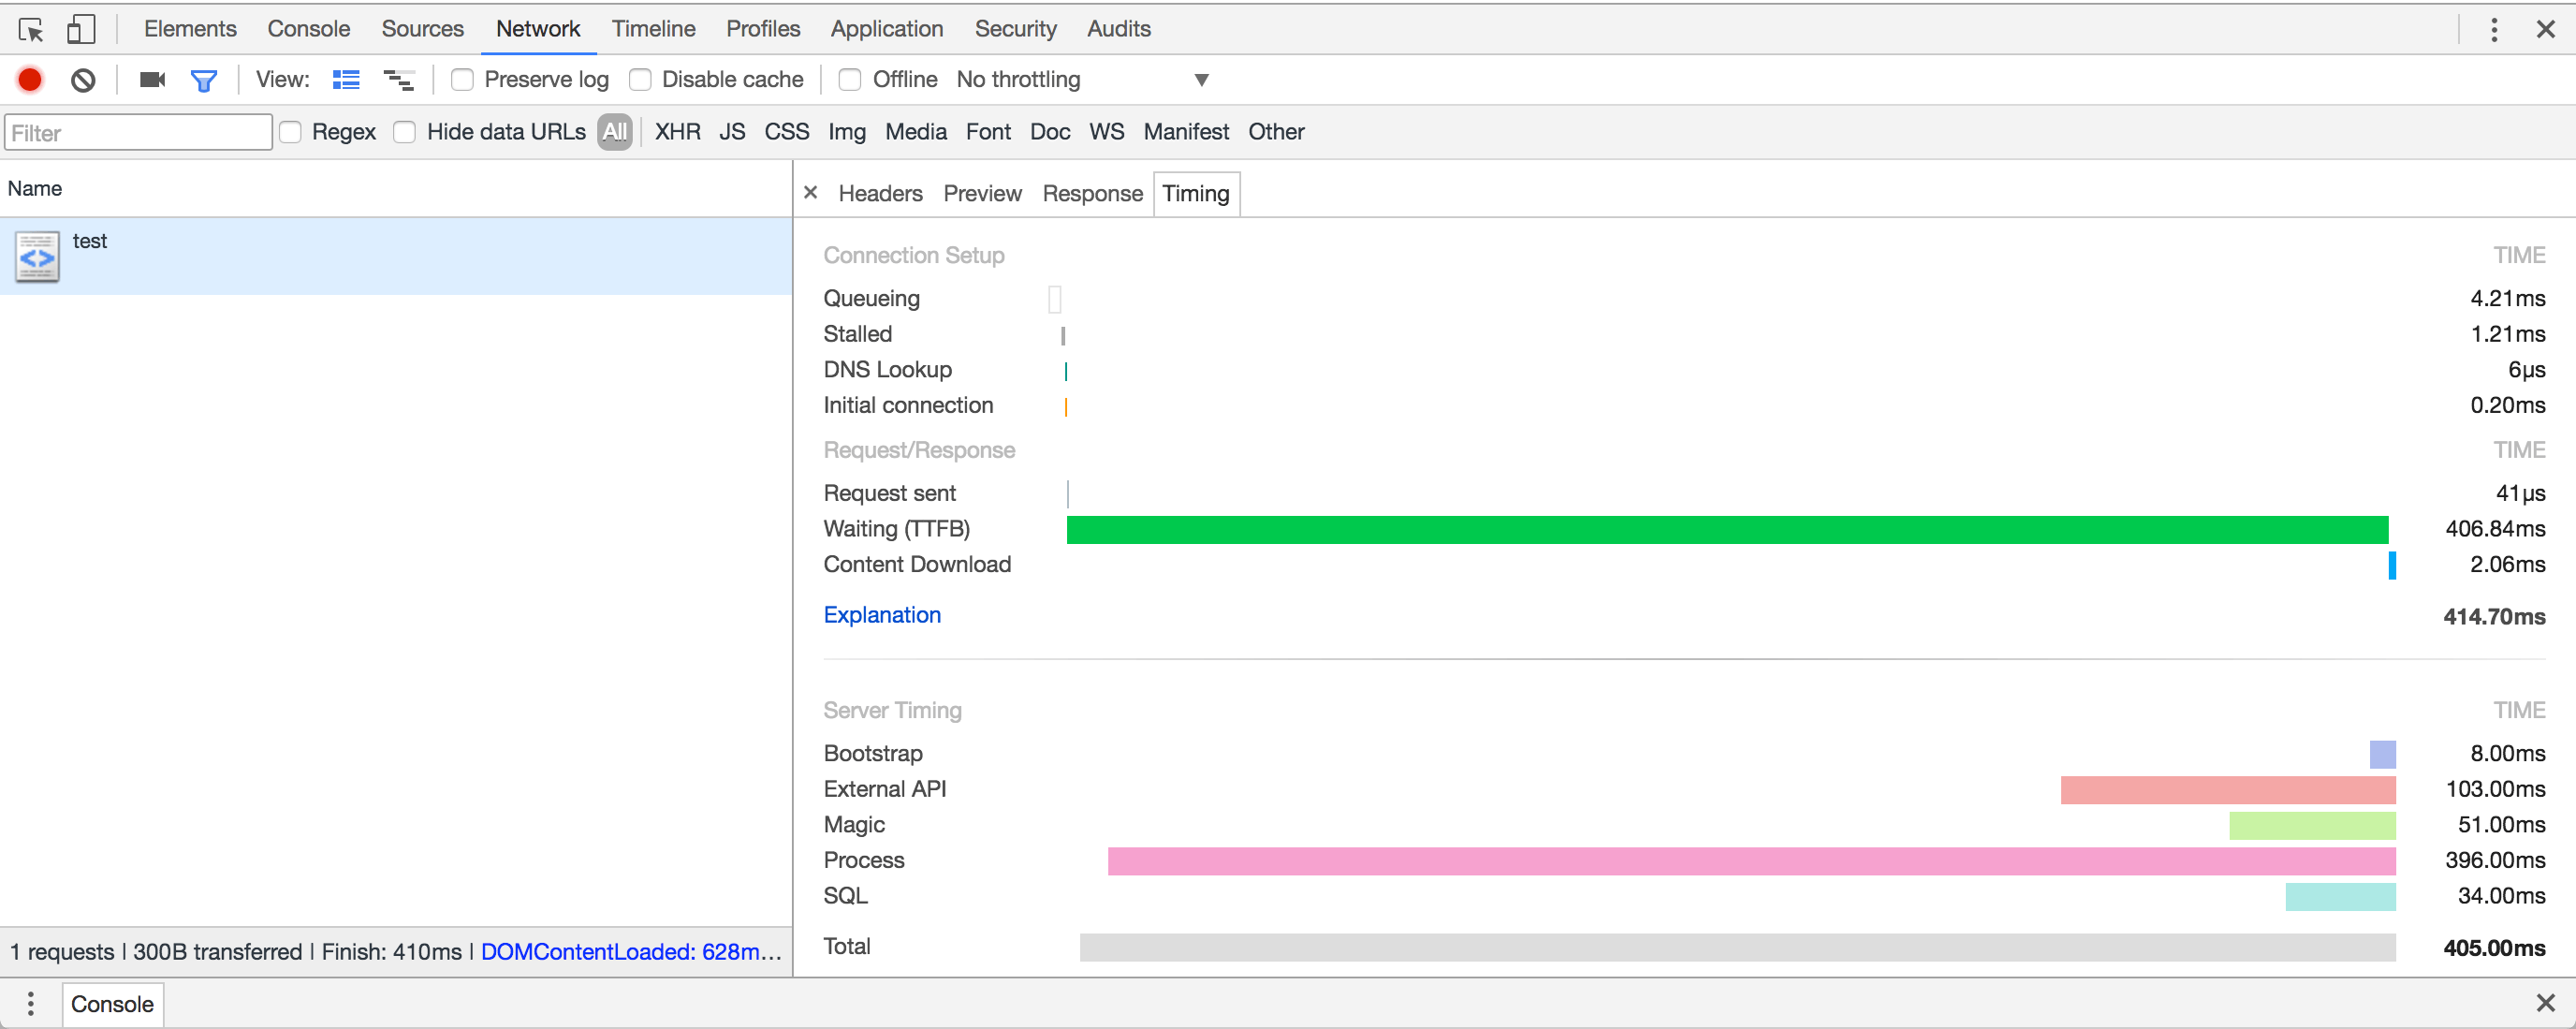 Elements Console Sources Network Timeline Profiles Application Security Audits
View: Preserve log Disable cache Offline No throttling
Filter Regex Hide data URLs All XHR JS CSS Img Media Font Doc WS Manifest Other
Name
test
1 requests | 300B transferred | Finish: 410ms | DOMContentLoaded: 628m...
Headers Preview Response Timing
Connection Setup TIME
Queueing 4.21ms
Stalled 1.21ms
DNS Lookup 6µs
Initial connection 0.20ms
Request/Response TIME
Request sent 41µs
Waiting (TTFB) 406.84ms
Content Download 2.06ms
Explanation 414.70ms
Server Timing TIME
Bootstrap 8.00ms
External API 103.00ms
Magic 51.00ms
Process 396.00ms
SQL 34.00ms
Total 405.00ms
Console